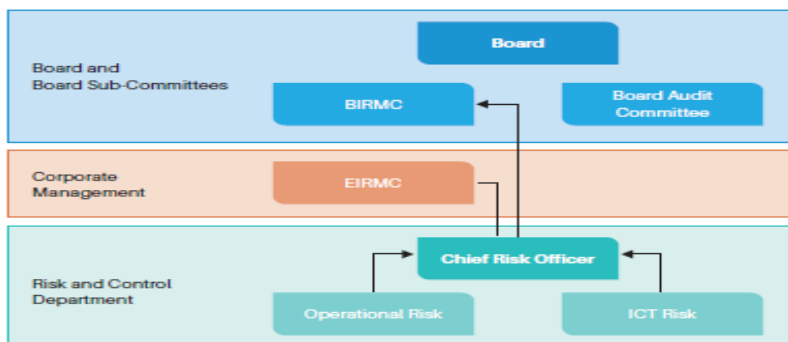 Board and
Board Sub-Committees
Board
BIRMC
Board Audit
Committee
Corporate
Management
EIRMC
Risk and Control
Department
Chief Risk Officer
Operational Risk
ICT Risk